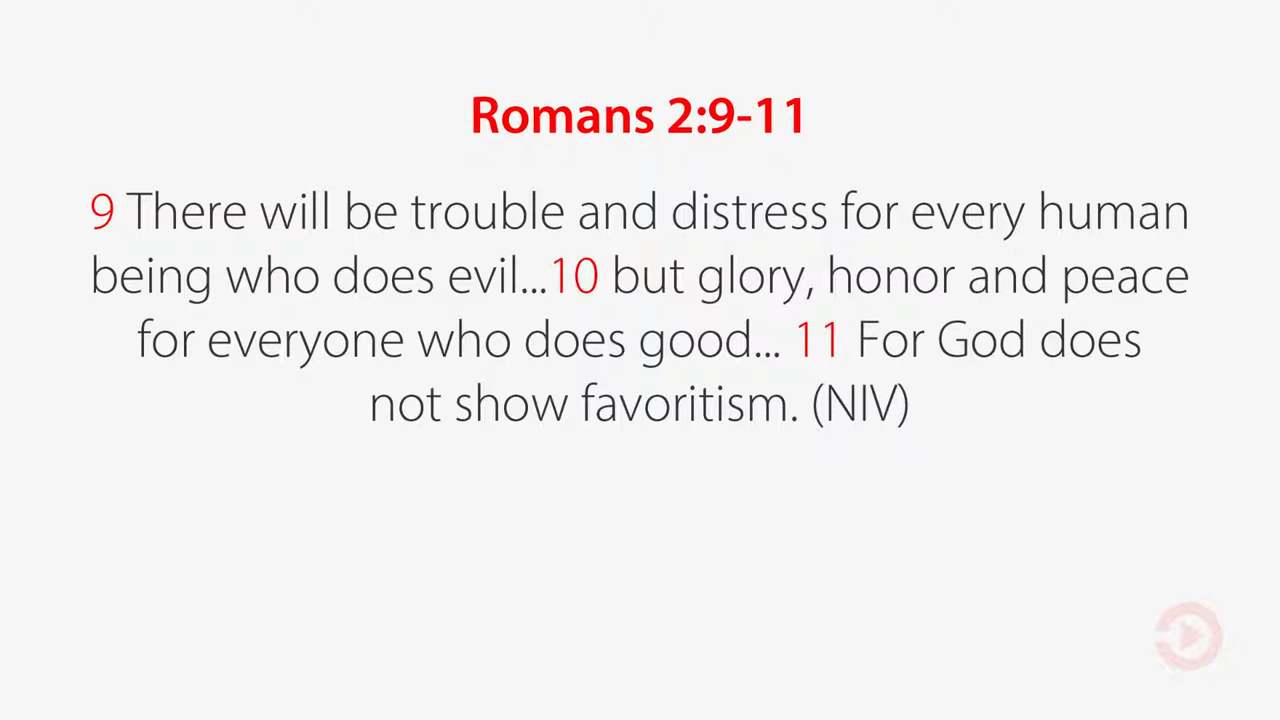 Romans 2:9-11
9 There will be trouble and distress for every human
being who does evil...10 but glory, honor and peace
for everyone who does good... 11 For God does
not show favoritism. (NIV)